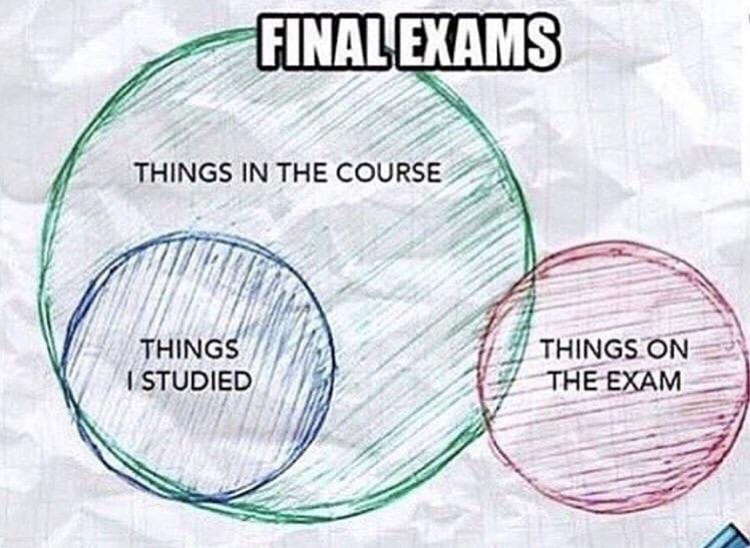 FINAL EXAMS
THINGS IN THE COURSE
THINGS
I STUDIED
THINGS ON
THE EXAM